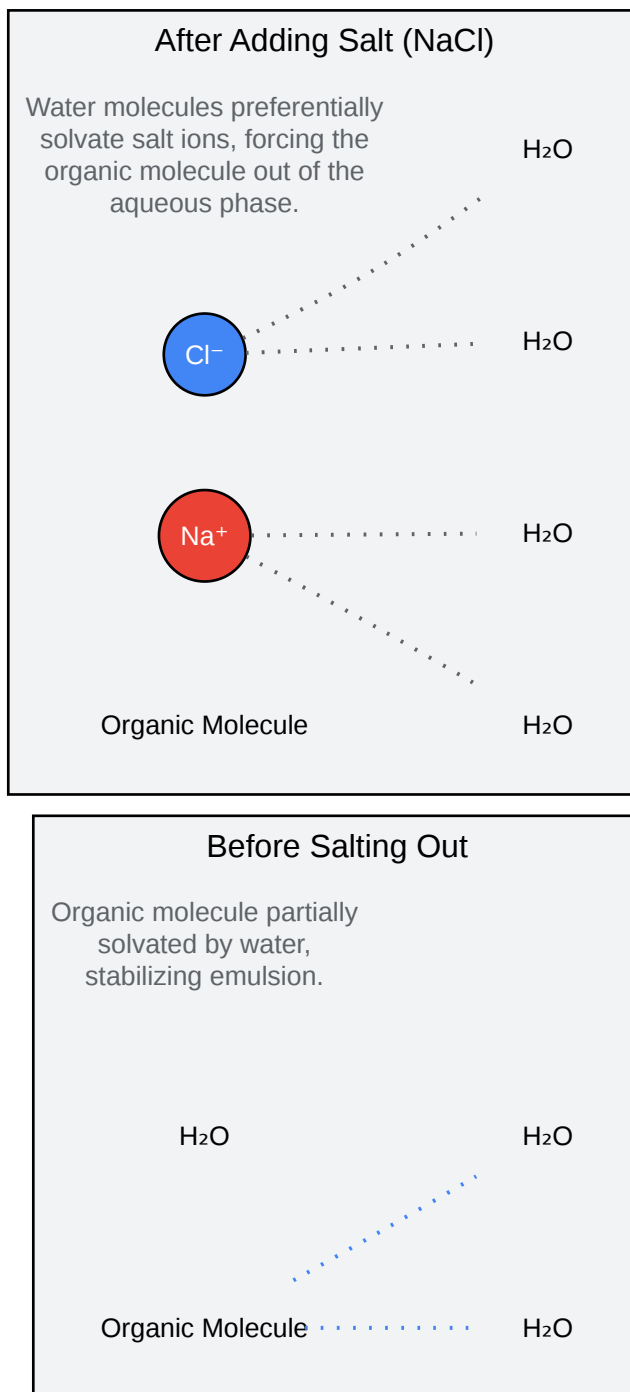 After Adding Salt (NaCl)
Water molecules preferentially
solvate salt ions, forcing the
organic molecule out of the
aqueous phase.
H₂O
Cl⁻
H₂O
Na⁺
H₂O
Organic Molecule
H₂O
Before Salting Out
Organic molecule partially
solvated by water,
stabilizing emulsion.
H₂O
H₂O
Organic Molecule
H₂O